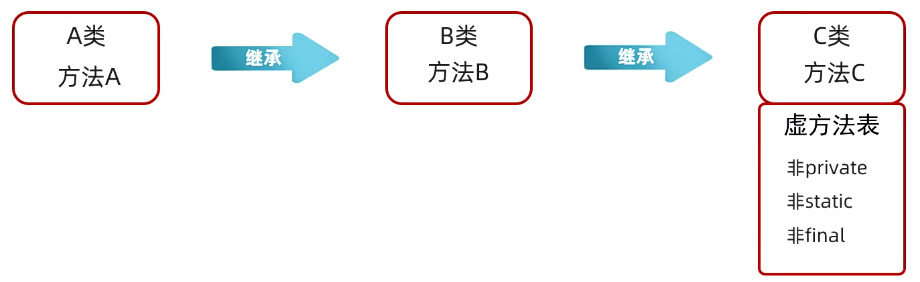 A类
方法A
继承
B类
方法B
继承
C类
方法C
虚方法表
非private
非static
非final